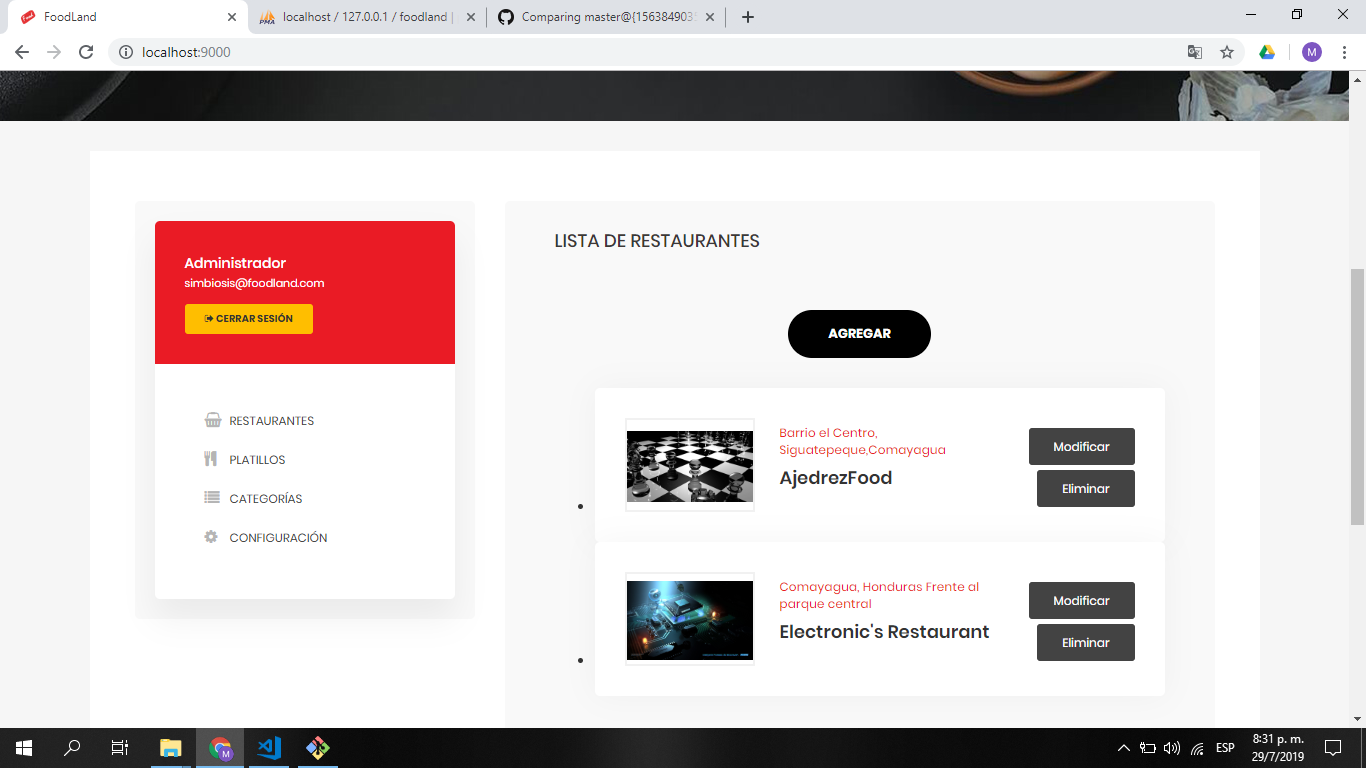 FoodLand
localhost / 127.0.0.1 / foodland |
Comparing master@{156384903
localhost:9000
M
LISTA DE RESTAURANTES
Administrador
simbiosis@foodland.com
CERRAR SESIÓN
RESTAURANTES
PLATILLOS
CATEGORÍAS
CONFIGURACIÓN
AGREGAR
Barrio el Centro,
Siguatepeque,Comayagua
AjedrezFood
Modificar
Eliminar
Comayagua, Honduras Frente al
parque central
Electronic's Restaurant
Modificar
Eliminar
M
ESP
8:31 p. m.
29/7/2019